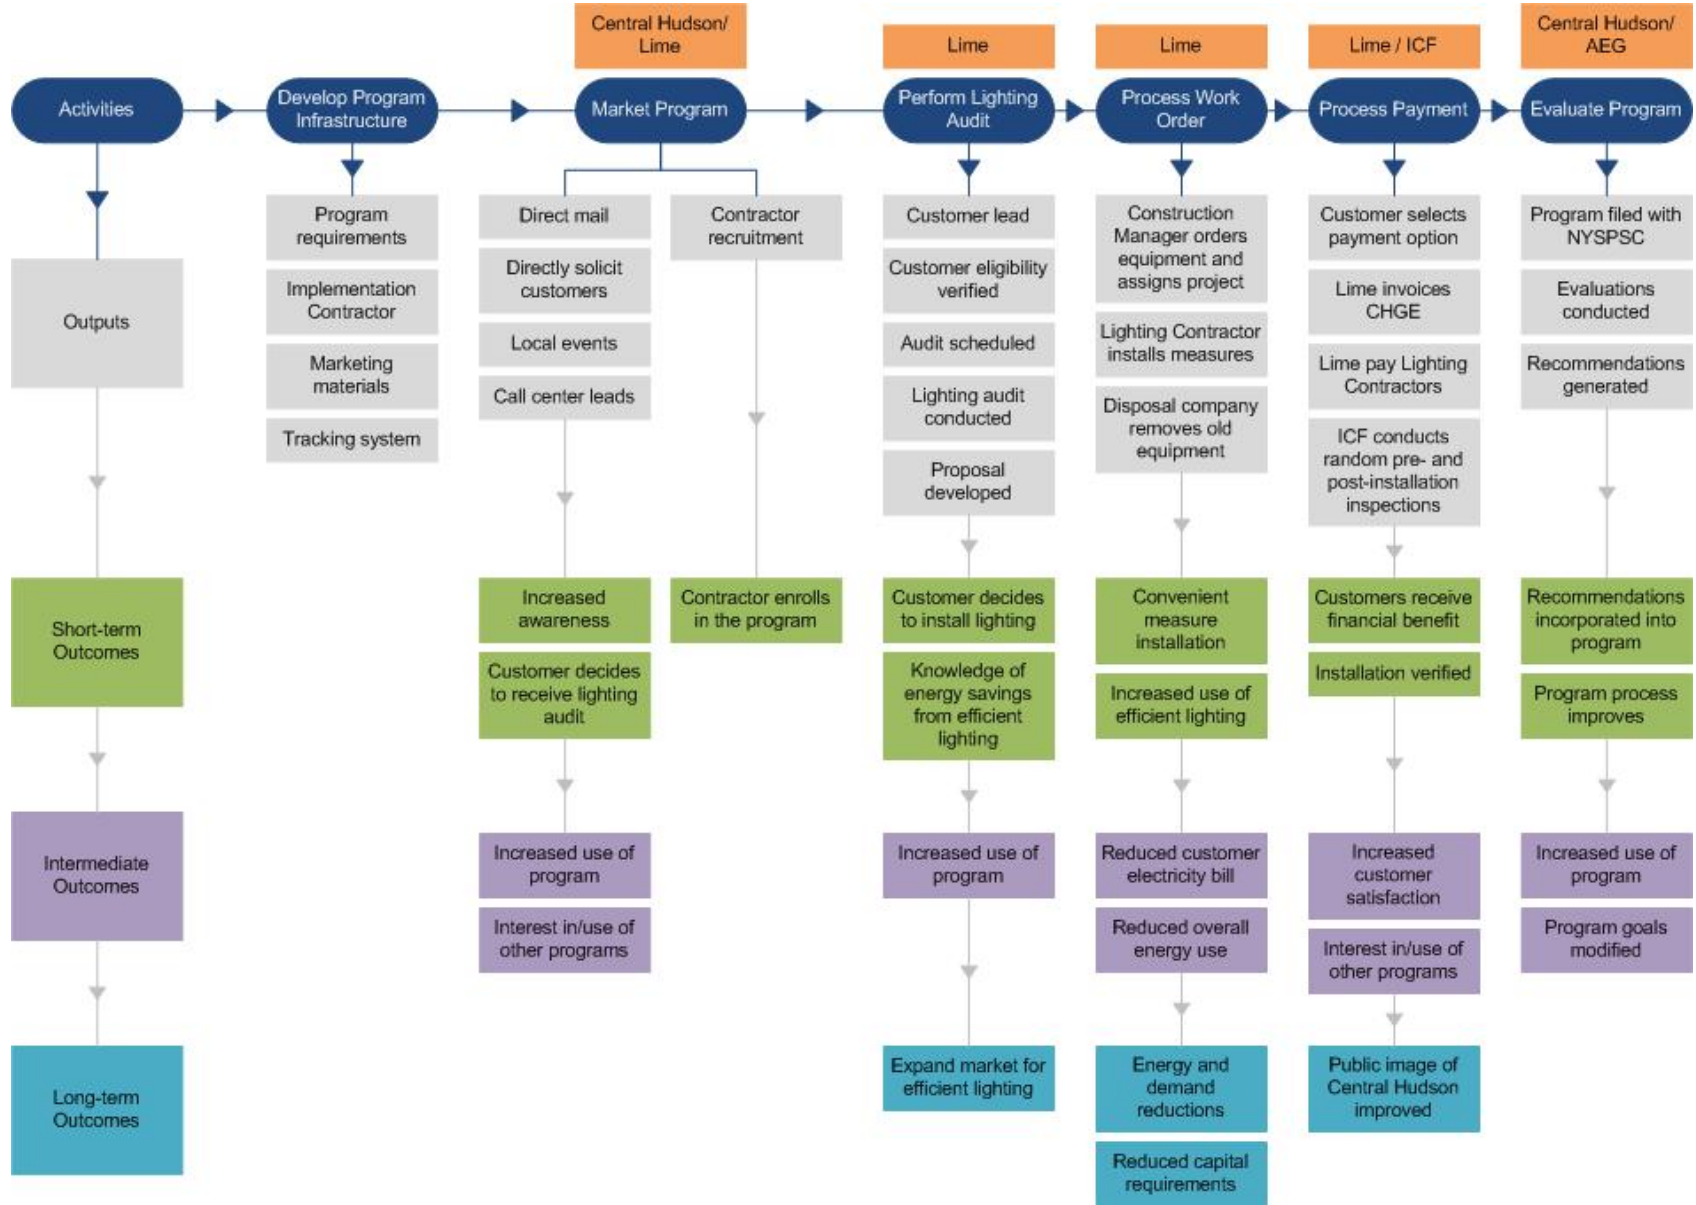 Central Hudson/
Lime
Lime
Lime
Lime / ICF
Central Hudson/
AEG
Activities
Develop Program
Infrastructure
Market Program
Perform Lighting
Audit
Process Work
Order
Process Payment
Evaluate Program
Outputs
Program
requirements
Implementation
Contractor
Marketing
materials
Tracking system
Direct mail
Directly solicit
customers
Local events
Call center leads
Contractor
recruitment
Customer lead
Customer eligibility
verified
Audit scheduled
Lighting audit
conducted
Proposal
developed
Construction
Manager orders
equipment and
assigns project
Lighting Contractor
installs measures
Disposal company
removes old
equipment
Customer selects
payment option
Lime invoices
CHGE
Lime pay Lighting
Contractors
ICF conducts
random pre- and
post-installation
inspections
Program filed with
NYSPSC
Evaluations
conducted
Recommendations
generated
Short-term
Outcomes
Increased
awareness
Customer decides
to receive lighting
audit
Contractor enrolls
in the program
Customer decides
to install lighting
Knowledge of
energy savings
from efficient
lighting
Convenient
measure
installation
Increased use of
efficient lighting
Customers receive
financial benefit
Installation verified
Recommendations
incorporated into
program
Program process
improves
Intermediate
Outcomes
Increased use of
program
Interest in/use of
other programs
Increased use of
program
Reduced customer
electricity bill
Reduced overall
energy use
Increased
customer
satisfaction
Interest in/use of
other programs
Increased use of
program
Program goals
modified
Long-term
Outcomes
Expand market for
efficient lighting
Energy and
demand
reductions
Reduced capital
requirements
Public image of
Central Hudson
improved